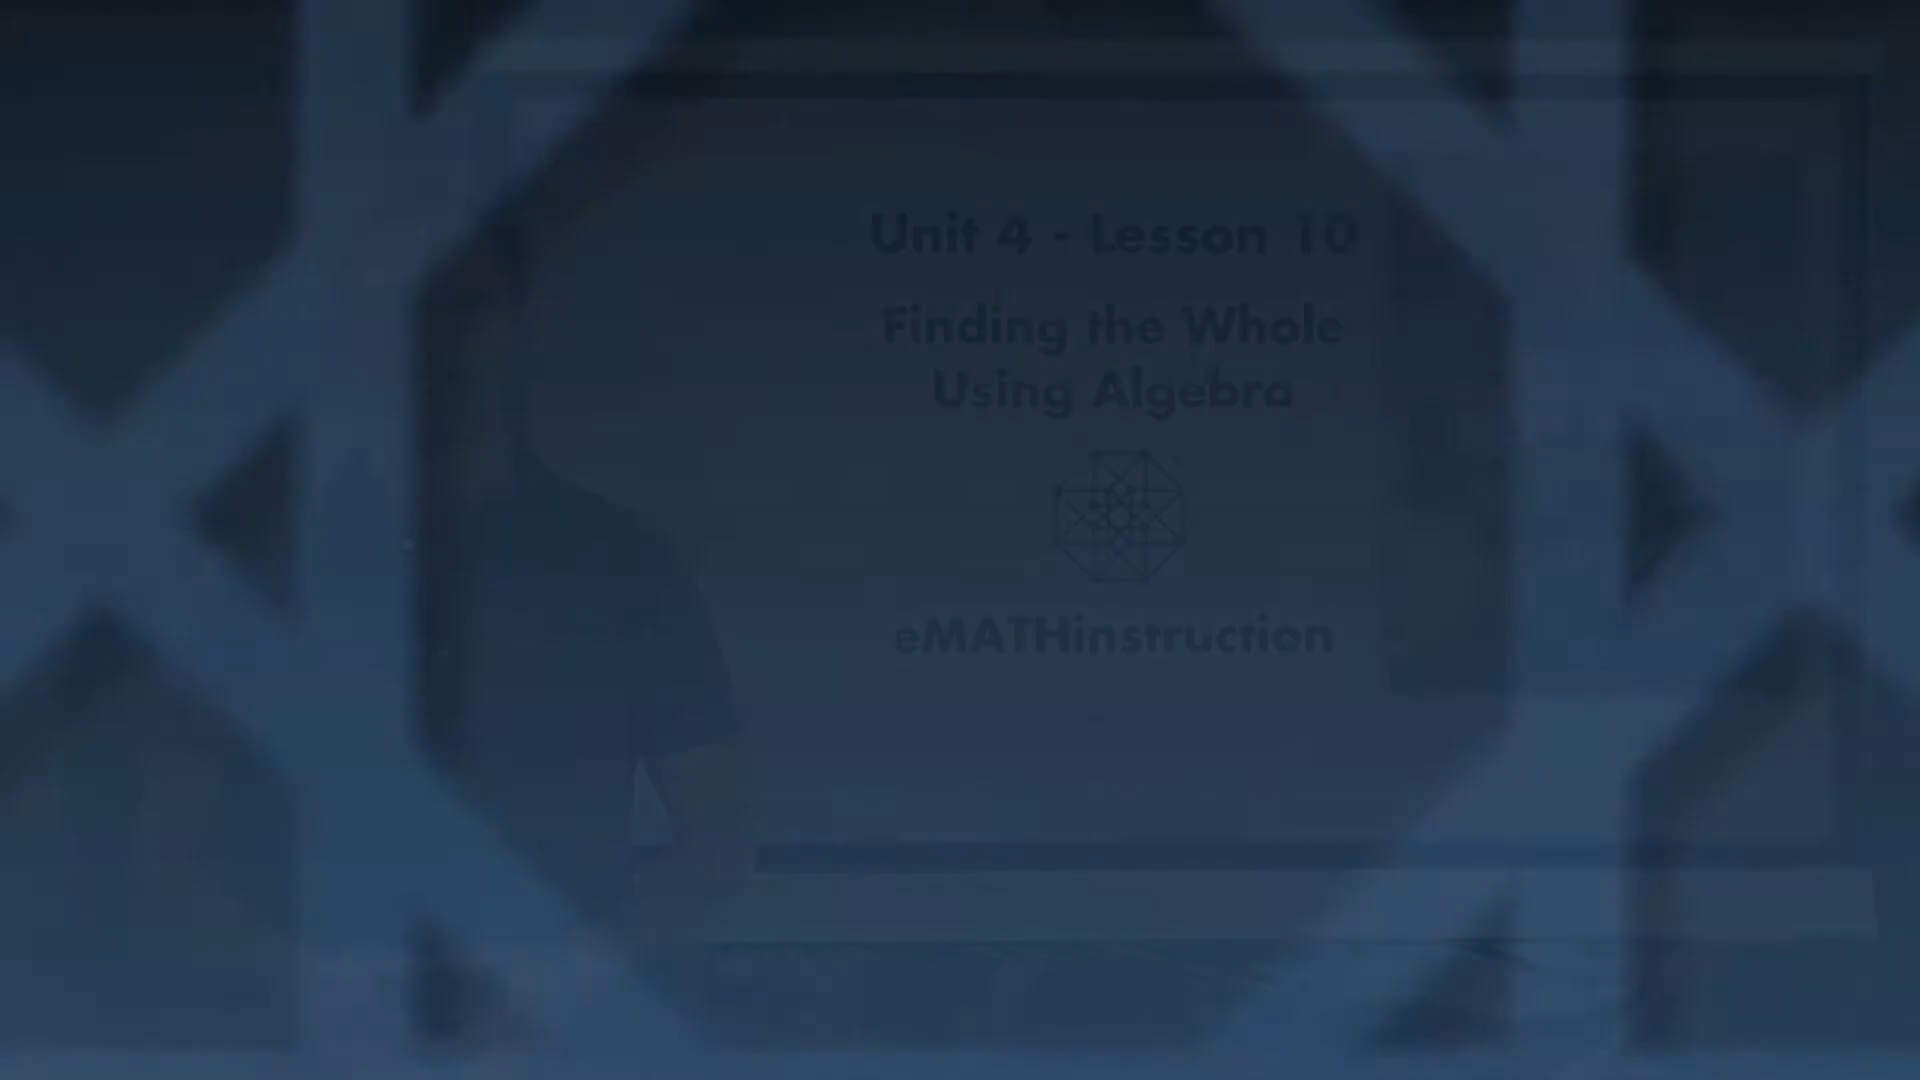 Unit 4 - Lesson 10
Finding the Whole
Using Algebra
eMATHinstruction